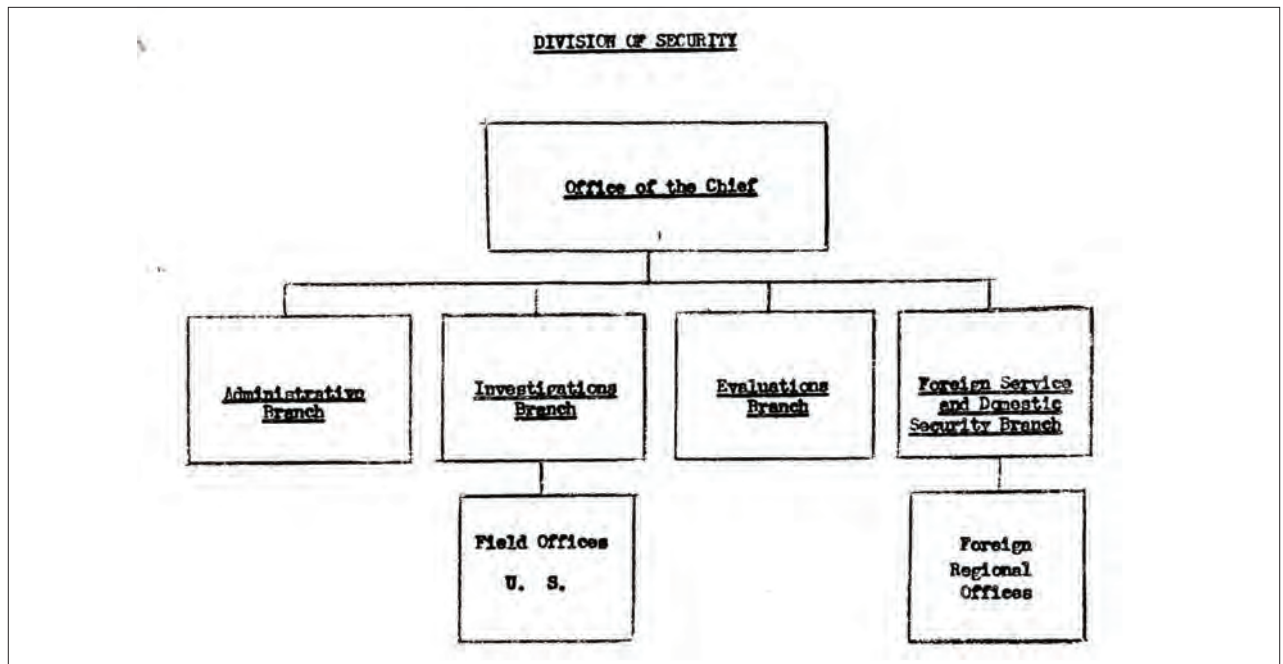 DIVISION OF SECURITY
Office of the Chief
Administrative
Branch
Investigations
Branch
Evaluations
Branch
Foreign Service
and Domestic
Security Branch
Field Offices
U. S.
Foreign
Regional
Offices